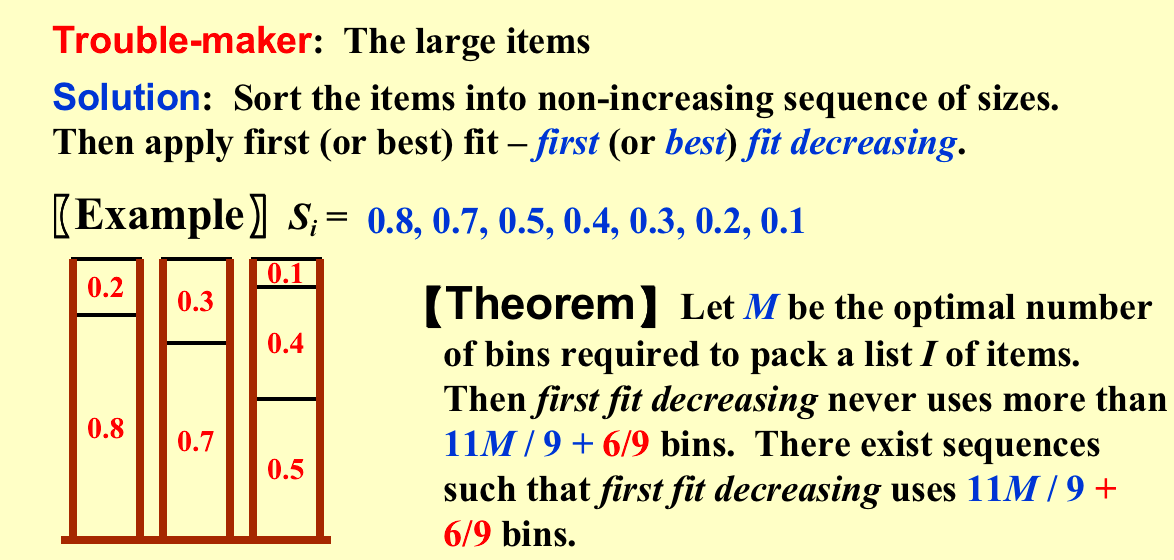 Trouble-maker: The large items
Solution: Sort the items into non-increasing sequence of sizes.
Then apply first (or best) fit – first (or best) fit decreasing.
〖Example〗 Si = 0.8, 0.7, 0.5, 0.4, 0.3, 0.2, 0.1
0.2
0.8
0.3
0.7
0.1
0.4
0.5
【Theorem】 Let M be the optimal number
of bins required to pack a list I of items.
Then first fit decreasing never uses more than
11M / 9 + 6/9 bins. There exist sequences
such that first fit decreasing uses 11M / 9 +
6/9 bins.